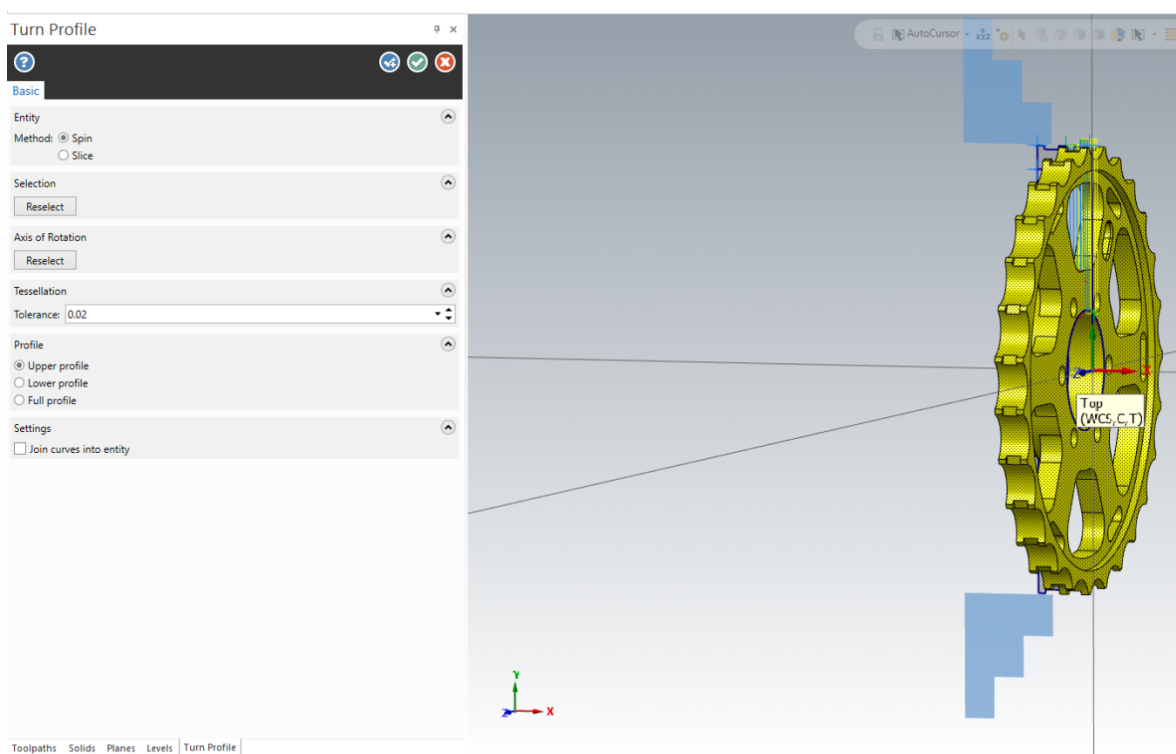 Turn Profile
AutoCursor
Basic
Entity
Method: Spin
Slice
Selection
Reselect
Axis of Rotation
Reselect
Tessellation
Tolerance: 0.02
Profile
Upper profile
Lower profile
Full profile
Settings
Join curves into entity
Z
X
Top
(WCS,C,T)
Y
Z
X
Toolpaths Solids Planes Levels Turn Profile